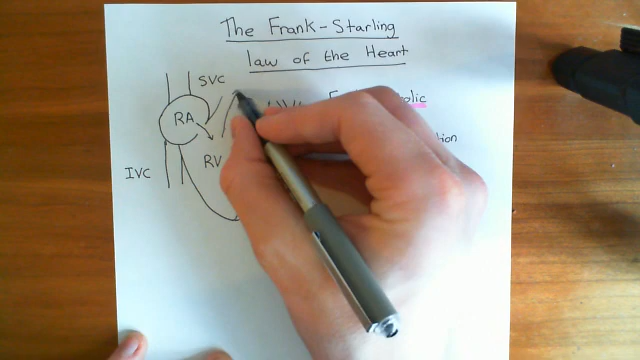 The Frank-Starling
law of the Heart
SVC
RA
RV
IVC